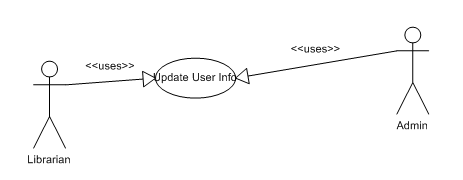 <<uses>>
<<uses>>
Update User Info
Admin
Librarian